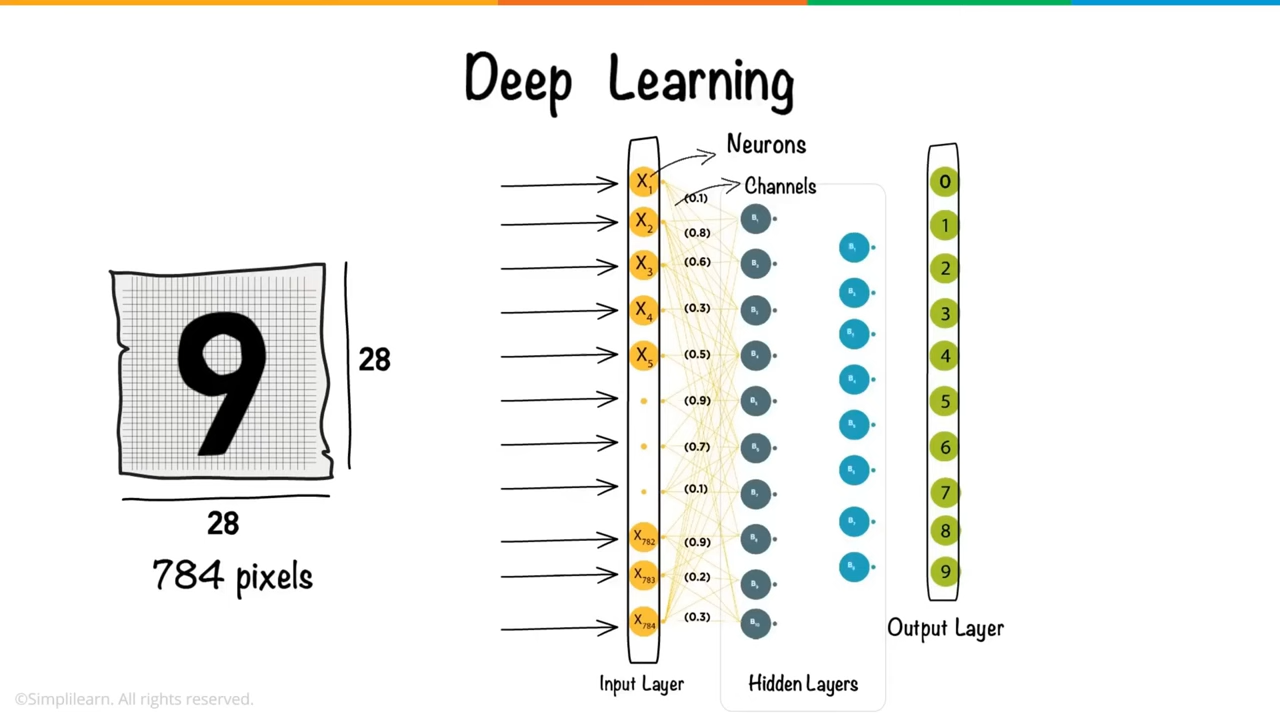 Deep Learning
Neurons
Channels
9
28
28
784 pixels
X1
X2
X3
X4
X5
X782
X783
X784
(0.1)
(0.8)
(0.6)
(0.3)
(0.5)
(0.9)
(0.7)
(0.1)
(0.9)
(0.2)
(0.3)
0
1
2
3
4
5
6
7
8
9
Input Layer
Hidden Layers
Output Layer
©Simplilearn. All rights reserved.